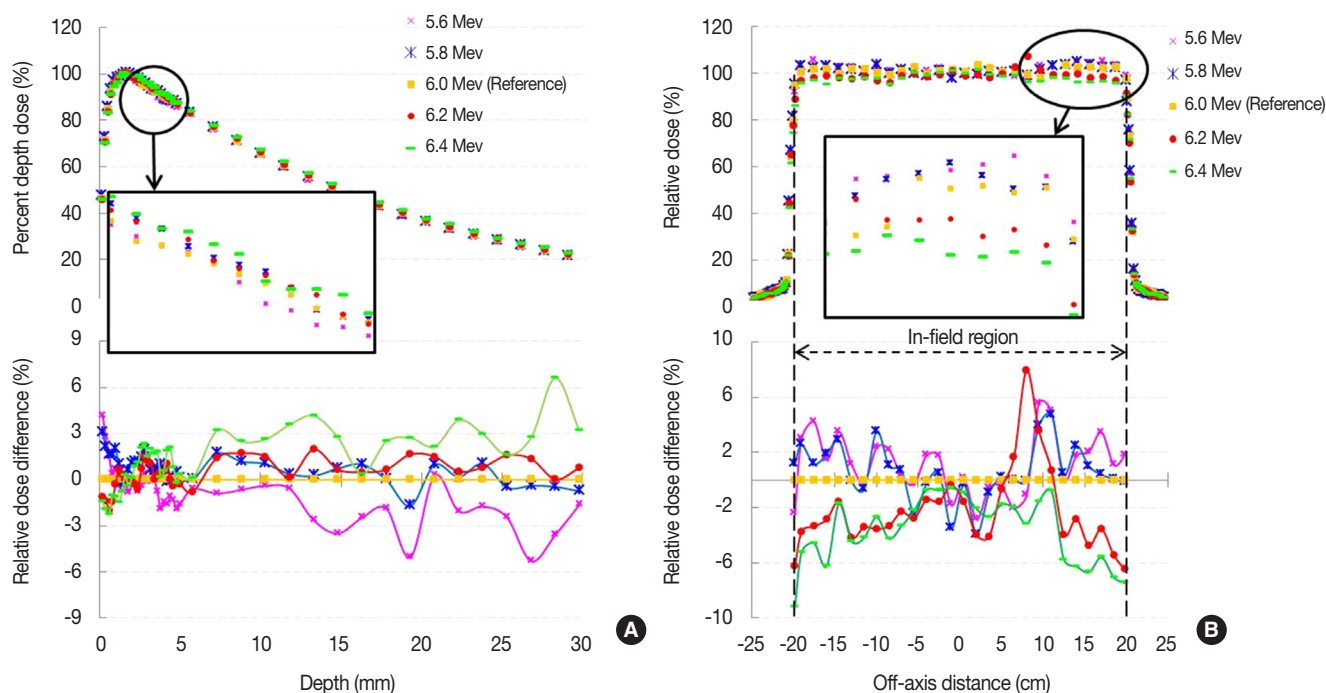 120
100
80
60
40
20
0
Percent depth dose (%)
5.6 Mev
5.8 Mev
6.0 Mev (Reference)
6.2 Mev
6.4 Mev
9
6
3
0
-3
-6
-9
Relative dose difference (%)
0 5 10 15 20 25 30
Depth (mm)
A
120
100
80
60
40
20
0
Relative dose (%)
5.6 Mev
5.8 Mev
6.0 Mev (Reference)
6.2 Mev
6.4 Mev
In-field region
10
6
2
-2
-6
-10
Relative dose difference (%)
-25 -20 -15 -10 -5 0 5 10 15 20 25
Off-axis distance (cm)
B